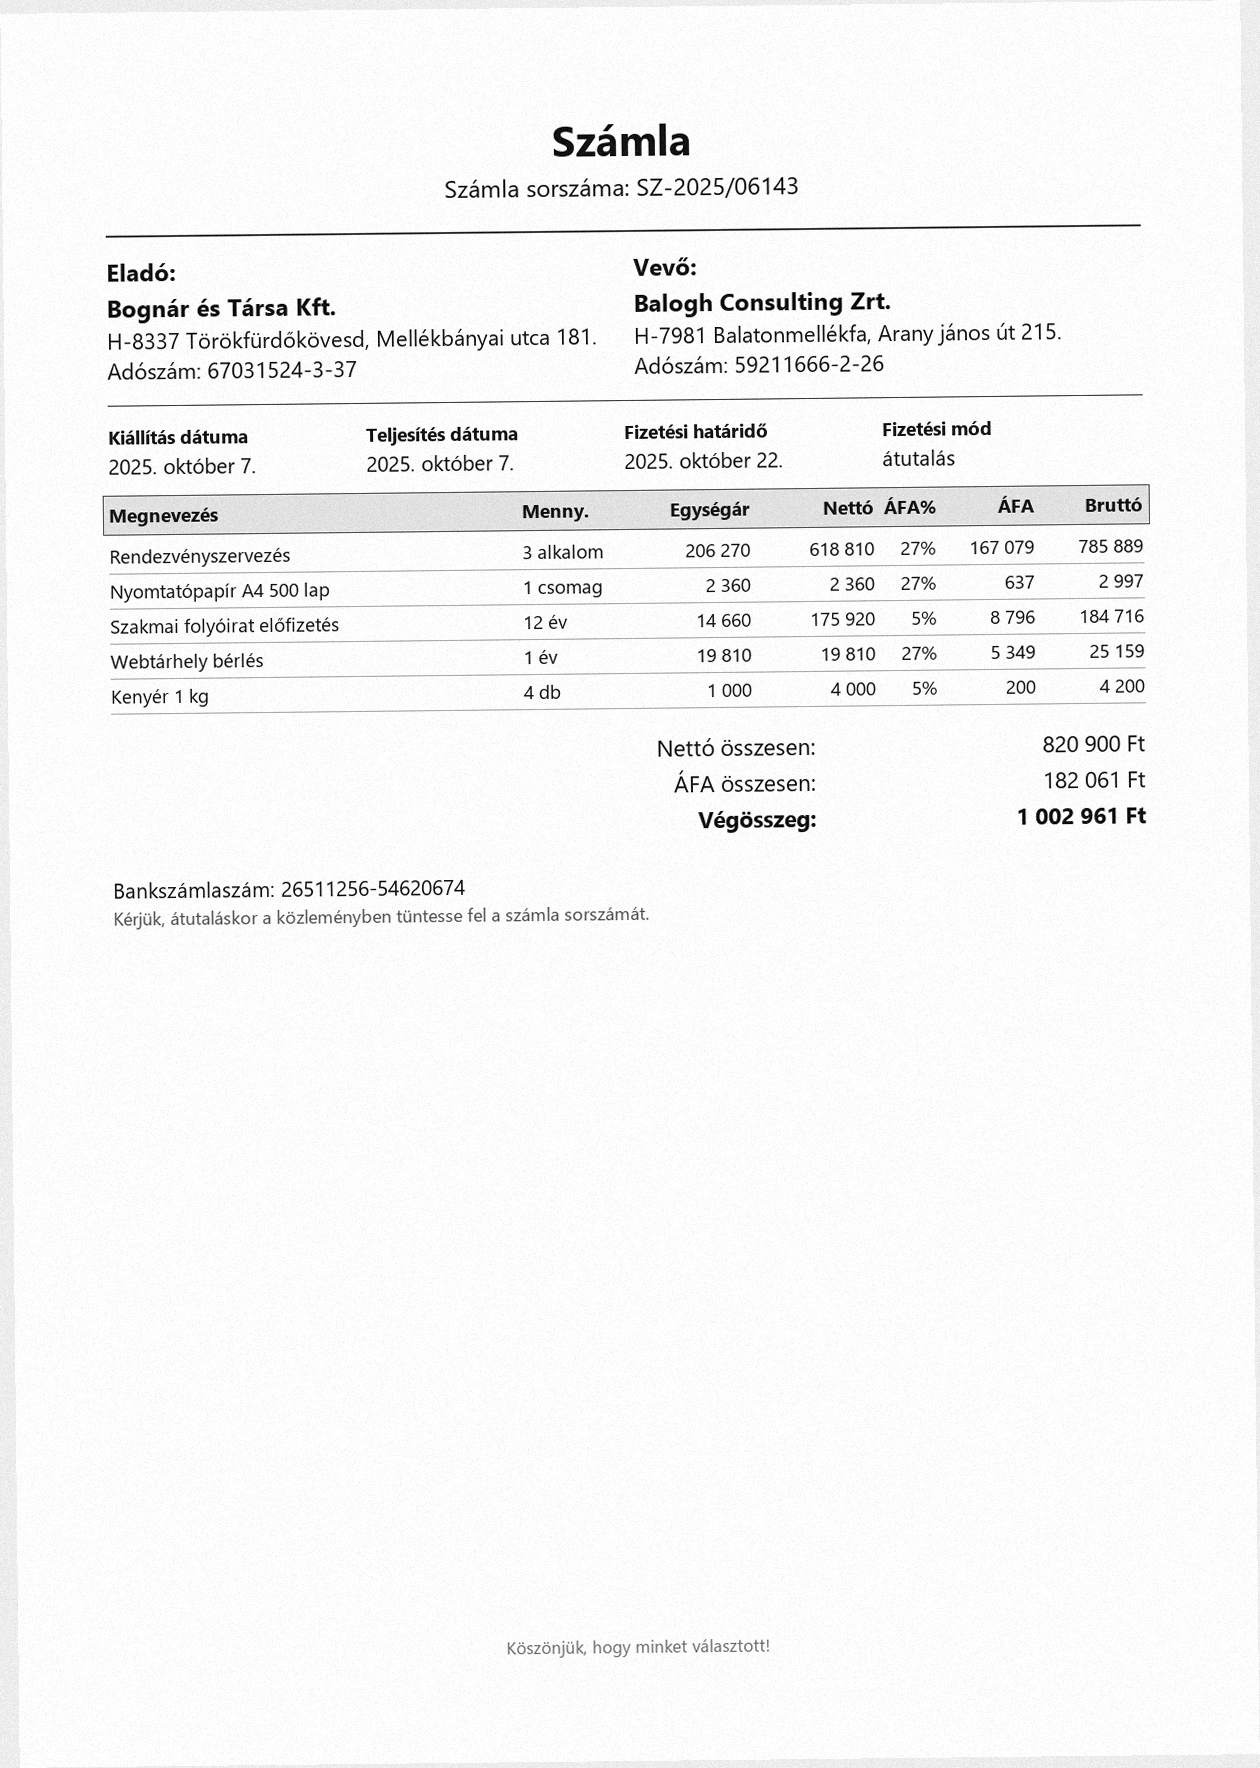 Számla
Számla sorszáma: SZ-2025/06143
Eladó:
Bognár és Társa Kft.
H-8337 Törökfürdőkövesd, Mellékbányai utca 181.
Adószám: 67031524-3-37
Vevő:
Balogh Consulting Zrt.
H-7981 Balatonmellékfa, Arany jános út 215.
Adószám: 59211666-2-26
Kiállítás dátuma Teljesítés dátuma Fizetési határidő Fizetési mód
2025. október 7. 2025. október 7. 2025. október 22. átutalás
Megnevezés Menny. Egységár Nettó ÁFA% ÁFA Bruttó
Rendezvényszervezés 3 alkalom 206 270 618 810 27% 167 079 785 889
Nyomtatópapír A4 500 lap 1 csomag 2 360 2 360 27% 637 2 997
Szakmai folyóirat előfizetés 12 év 14 660 175 920 5% 8 796 184 716
Webtárhely bérlés 1 év 19 810 19 810 27% 5 349 25 159
Kenyér 1 kg 4 db 1 000 4 000 5% 200 4 200
Nettó összesen: 820 900 Ft
ÁFA összesen: 182 061 Ft
Végösszeg: 1 002 961 Ft
Bankszámlaszám: 26511256-54620674
Kérjük, átutaláskor a közleményben tüntesse fel a számla sorszámát.
Köszönjük, hogy minket választott!